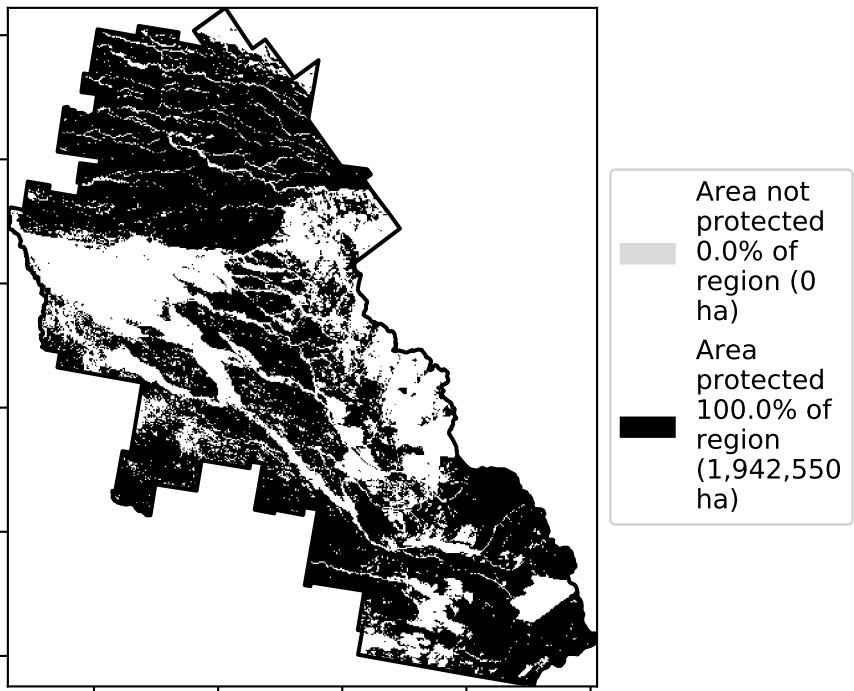 Area not
protected
0.0% of
region (0
ha)
Area
protected
100.0% of
region
(1,942,550
ha)